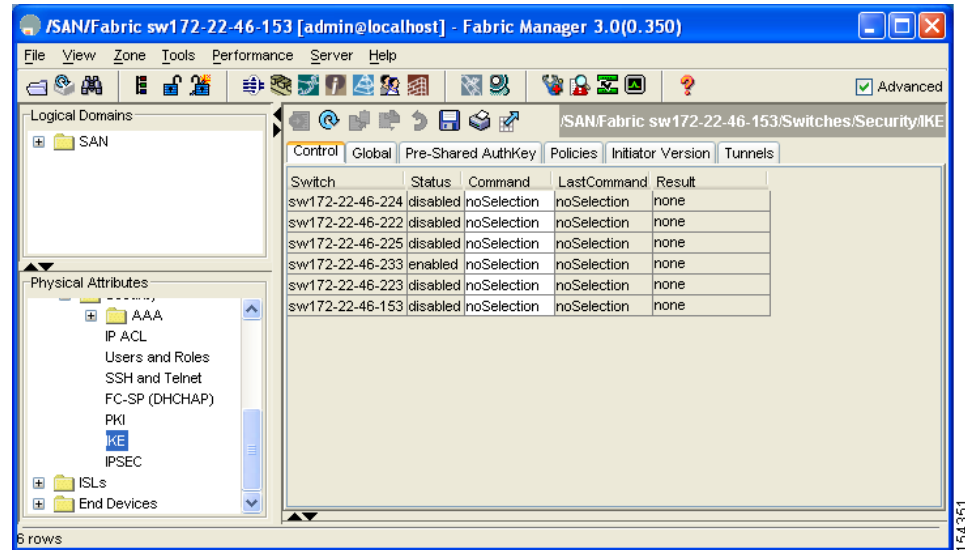 /SAN/Fabric sw172-22-46-153 [admin@localhost] - Fabric Manager 3.0(0.350)
File View Zone Tools Performance Server Help
Advanced
Logical Domains
SAN
/SAN/Fabric sw172-22-46-153/Switches/Security/IKE
Control Global Pre-Shared AuthKey Policies Initiator Version Tunnels
Switch Status Command LastCommand Result
sw172-22-46-224 disabled noSelection noSelection none
sw172-22-46-222 disabled noSelection noSelection none
sw172-22-46-225 disabled noSelection noSelection none
sw172-22-46-233 enabled noSelection noSelection none
sw172-22-46-223 disabled noSelection noSelection none
sw172-22-46-153 disabled noSelection noSelection none
Physical Attributes
AAA
IP ACL
Users and Roles
SSH and Telnet
FC-SP (DHCHAP)
PKI
IKE
IPSEC
ISLs
End Devices
6 rows
154351